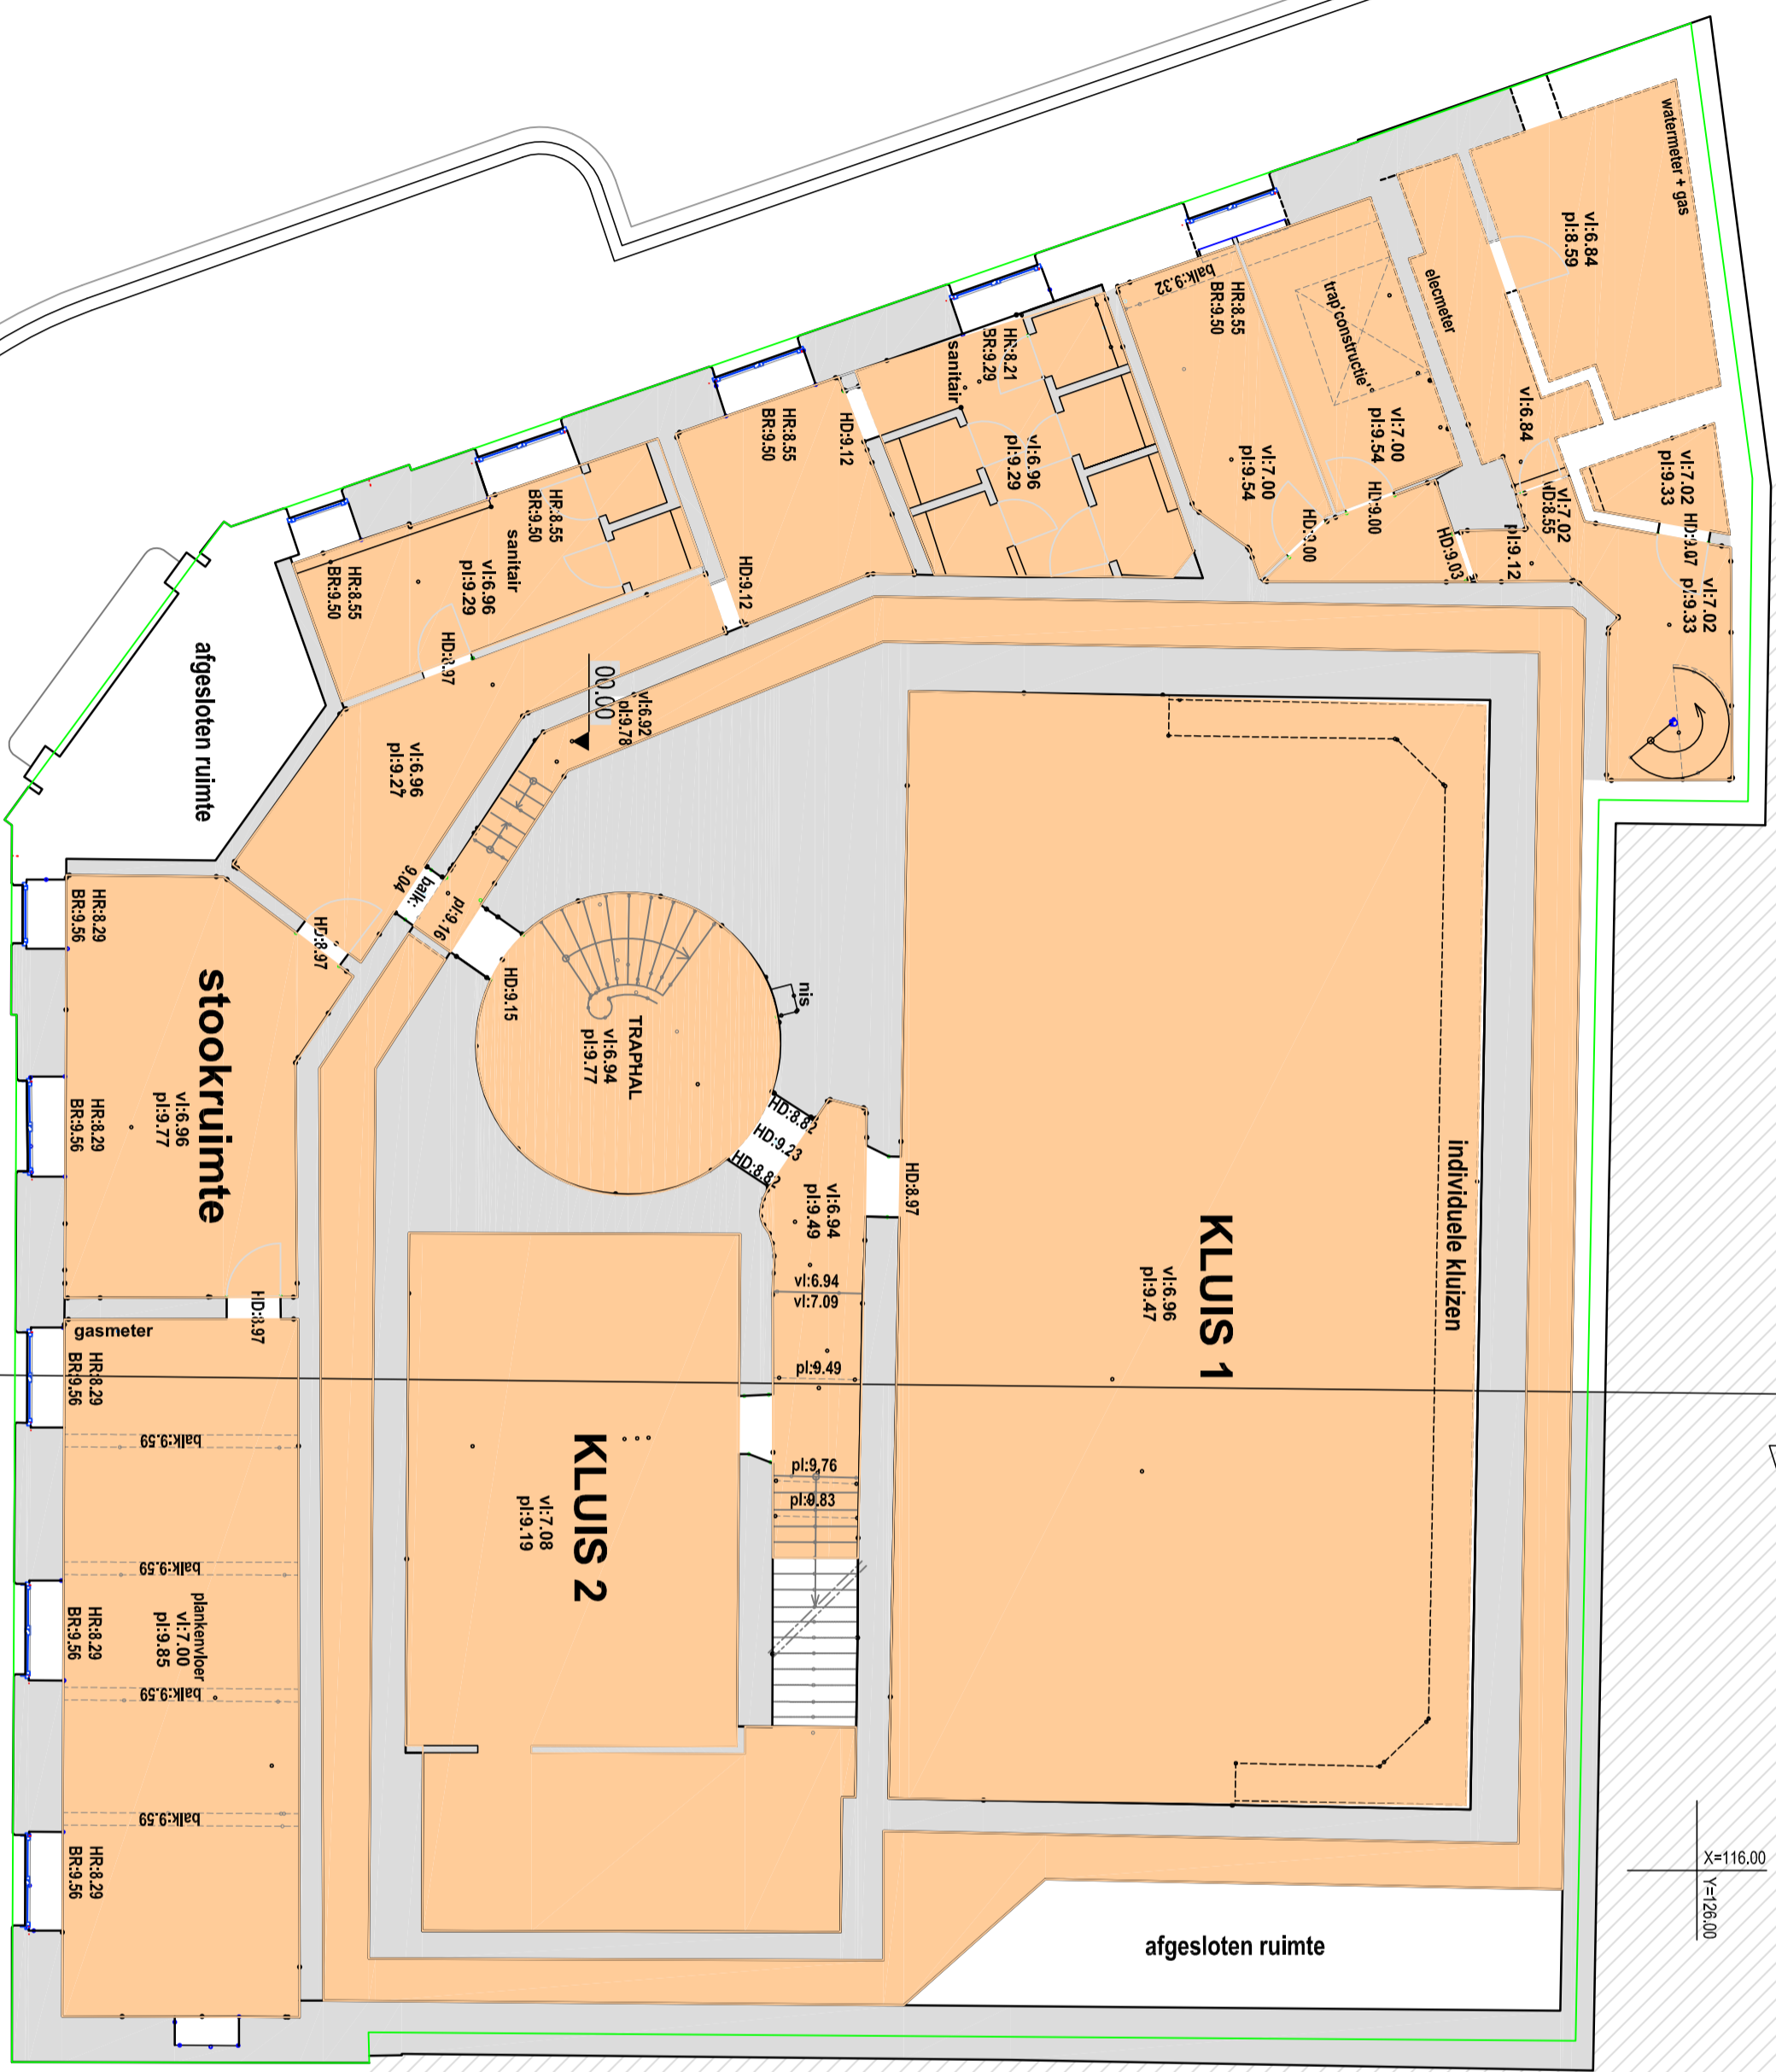 watermeter + gas
vl:6.84
pl:8.59
elecmeter
trap'constructie'
balk:9.32
HR:8.55
BR:9.50
vl:6.84
vl:7.00
pl:9.54
vl:7.00
pl:9.54
HD:9.00
HD:9.00
HD:9.03
vl:7.02
HD:8.55
pl:9.12
vl:7.02
pl:9.33
HD:9.07
vl:7.02
pl:9.33
HR:8.21
BR:9.29
sanitair
vl:6.96
pl:9.29
HD:9.12
HR:8.55
BR:9.50
HD:9.12
HR:8.55
BR:9.50
sanitair
vl:6.96
pl:9.29
HR:8.55
BR:9.50
HD:8.97
00.00
vl:6.92
pl:9.78
afgesloten ruimte
vl:6.96
pl:9.27
balk:
9.04
pl:9.16
HD:8.97
HD:9.15
nis
TRAPHAL
vl:6.94
pl:9.77
HD:8.82
HD:9.23
HD:8.82
HD:8.97
vl:6.94
pl:9.49
vl:6.94
vl:7.09
pl:9.49
pl:9.76
pl:9.83
KLUIS 1
vl:6.96
pl:9.47
individuele kluizen
HR:8.29
BR:9.56
stookruimte
vl:6.96
pl:9.77
HR:8.29
BR:9.56
HD:8.97
gasmeter
HR:8.29
BR:9.56
balk:9.59
KLUIS 2
vl:7.08
pl:9.19
balk:9.59
plankenvloer
vl:7.00
pl:9.85
HR:8.29
BR:9.56
balk:9.59
balk:9.59
HR:8.29
BR:9.56
afgesloten ruimte
X=116.00
Y=126.00